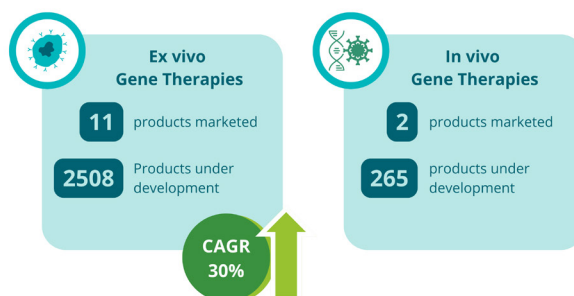 Ex vivo
Gene Therapies
11 products marketed
2508 Products under
development
CAGR
30%
In vivo
Gene Therapies
2 products marketed
265 products under
development